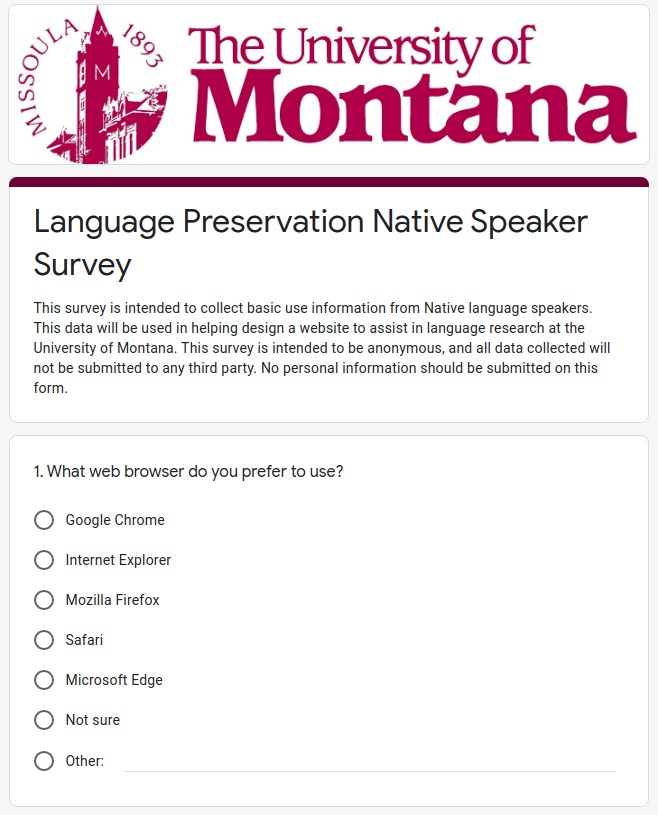 MISSOULA 1893
M
The University of
Montana
Language Preservation Native Speaker
Survey
This survey is intended to collect basic use information from Native language speakers.
This data will be used in helping design a website to assist in language research at the
University of Montana. This survey is intended to be anonymous, and all data collected will
not be submitted to any third party. No personal information should be submitted on this
form.
1. What web browser do you prefer to use?
Google Chrome
Internet Explorer
Mozilla Firefox
Safari
Microsoft Edge
Not sure
Other: